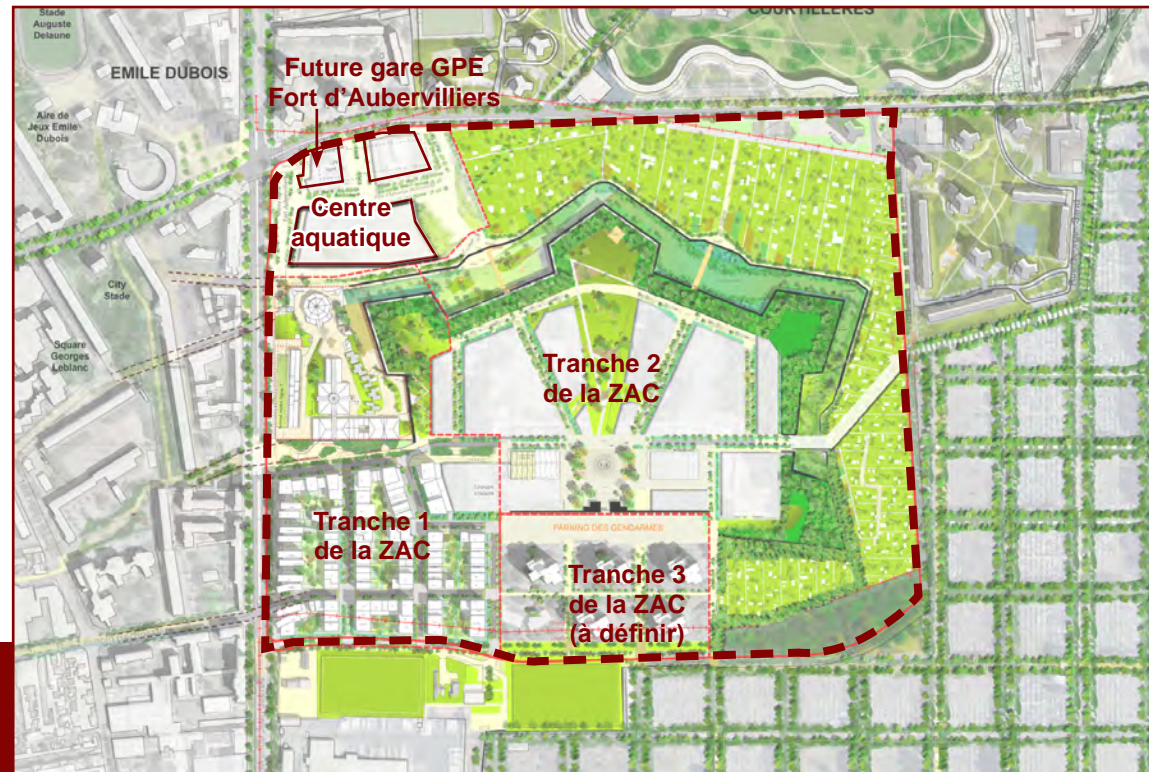 Stade
Auguste
Delaune
COURTILLERES
EMILE DUBOIS
Future gare GPE
Fort d'Aubervilliers
Aire de
Jeux Emile
Dubois
Centre
aquatique
City
Stade
Square
Georges
Leblanc
Tranche 2
de la ZAC
Tranche 1
de la ZAC
PARKING DES GENDARMES
Tranche 3
de la ZAC
(à définir)